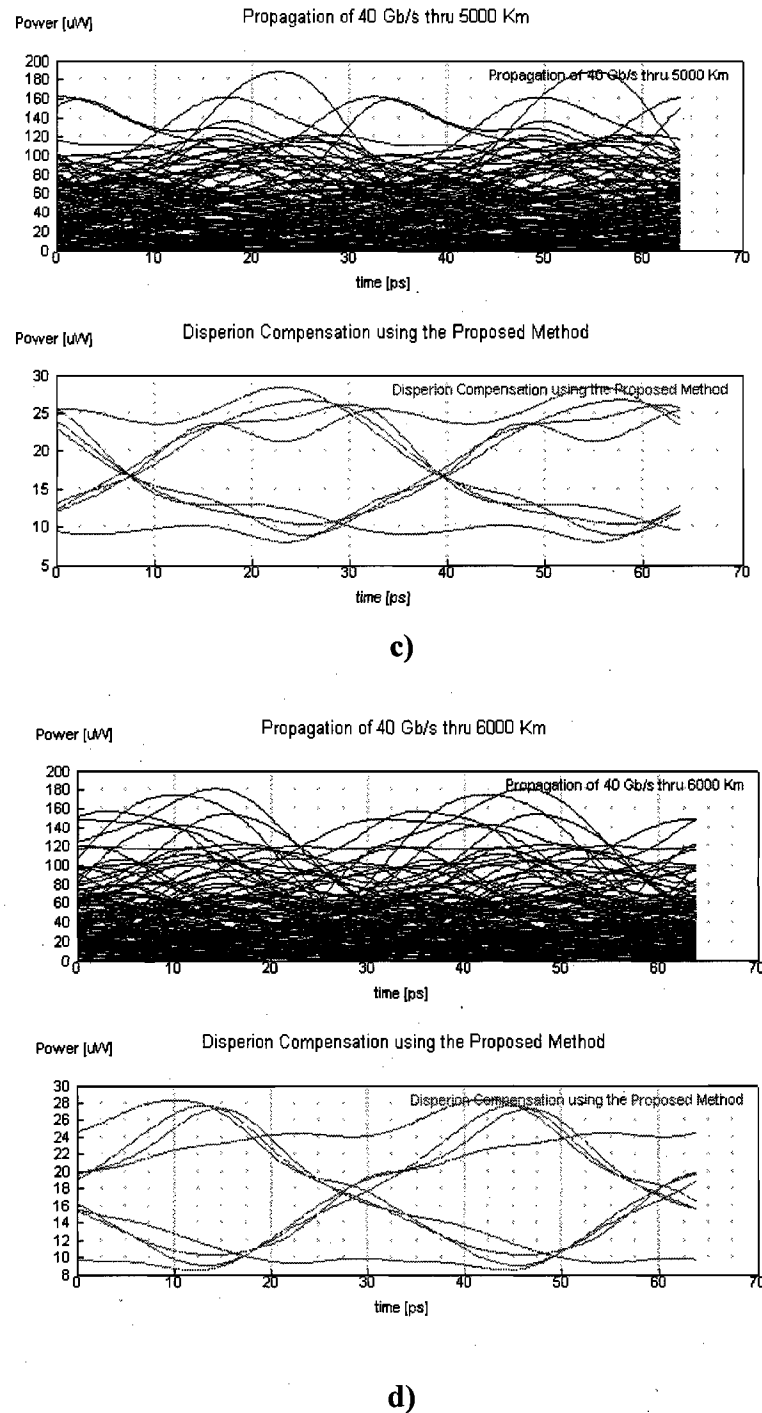 Power [uW]
Propagation of 40 Gb/s thru 5000 Km
200
180
160
140
120
100
80
60
40
20
0
Propagation of 40 Gb/s thru 5000 Km
0 10 20 30 40 50 60 70
time [ps]
Power [uW]
Disperion Compensation using the Proposed Method
30
25
20
15
10
5
Disperion Compensation using the Proposed Method
0 10 20 30 40 50 60 70
time [ps]
c)
Power [uW]
Propagation of 40 Gb/s thru 6000 Km
200
180
160
140
120
100
80
60
40
20
0
Propagation of 40 Gb/s thru 6000 Km
0 10 20 30 40 50 60 70
time [ps]
Power [uW]
Disperion Compensation using the Proposed Method
30
28
26
24
22
20
18
16
14
12
10
8
Disperion Compensation using the Proposed Method
0 10 20 30 40 50 60 70
time [ps]
d)